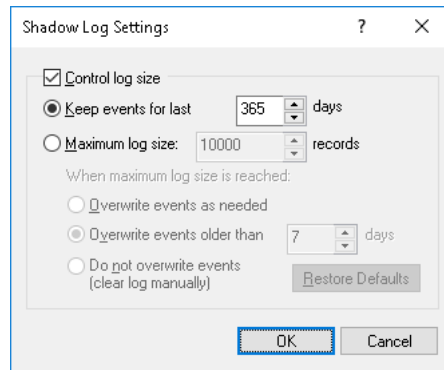 Shadow Log Settings ?
Control log size
Keep events for last 365 days
Maximum log size: 10000 records
When maximum log size is reached:
Overwrite events as needed
Overwrite events older than 7 days
Do not overwrite events
(clear log manually) Restore Defaults
OK Cancel